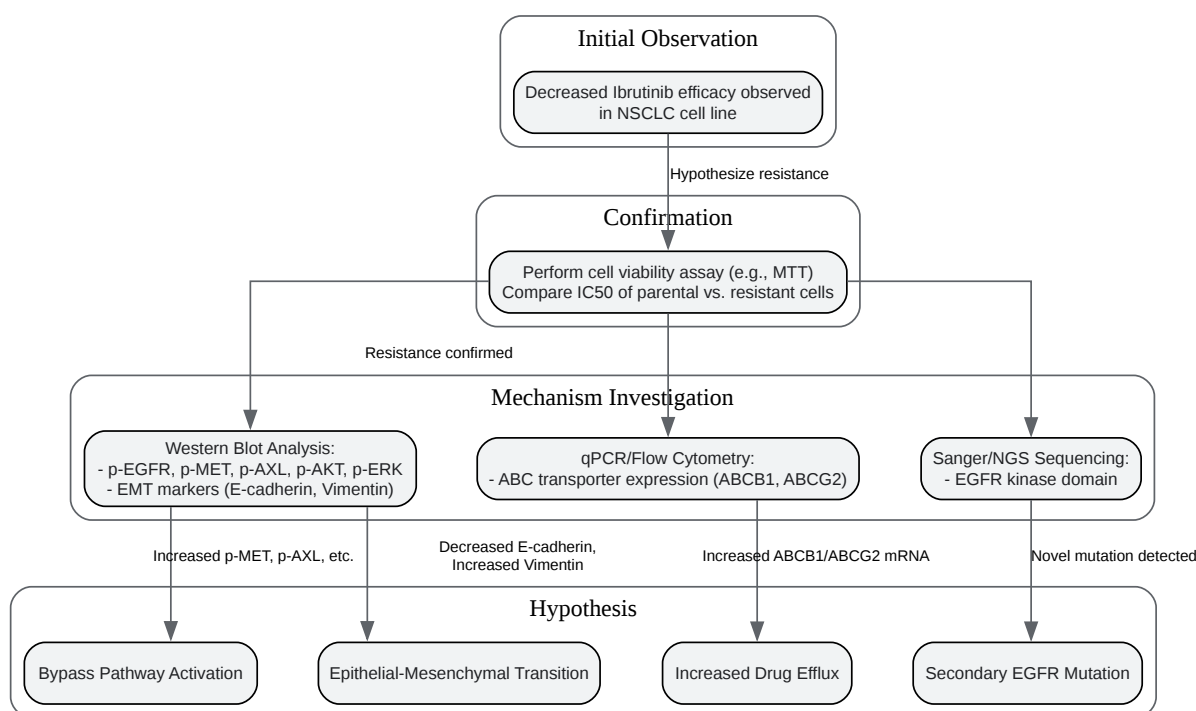 Initial Observation
Decreased Ibrutinib efficacy observed
in NSCLC cell line
Hypothesize resistance
Confirmation
Perform cell viability assay (e.g., MTT)
Compare IC50 of parental vs. resistant cells
Resistance confirmed
Mechanism Investigation
Western Blot Analysis:
- p-EGFR, p-MET, p-AXL, p-AKT, p-ERK
- EMT markers (E-cadherin, Vimentin)
qPCR/Flow Cytometry:
- ABC transporter expression (ABCB1, ABCG2)
Sanger/NGS Sequencing:
- EGFR kinase domain
Increased p-MET, p-AXL, etc.
Decreased E-cadherin,
Increased Vimentin
Increased ABCB1/ABCG2 mRNA
Novel mutation detected
Hypothesis
Bypass Pathway Activation
Epithelial-Mesenchymal Transition
Increased Drug Efflux
Secondary EGFR Mutation